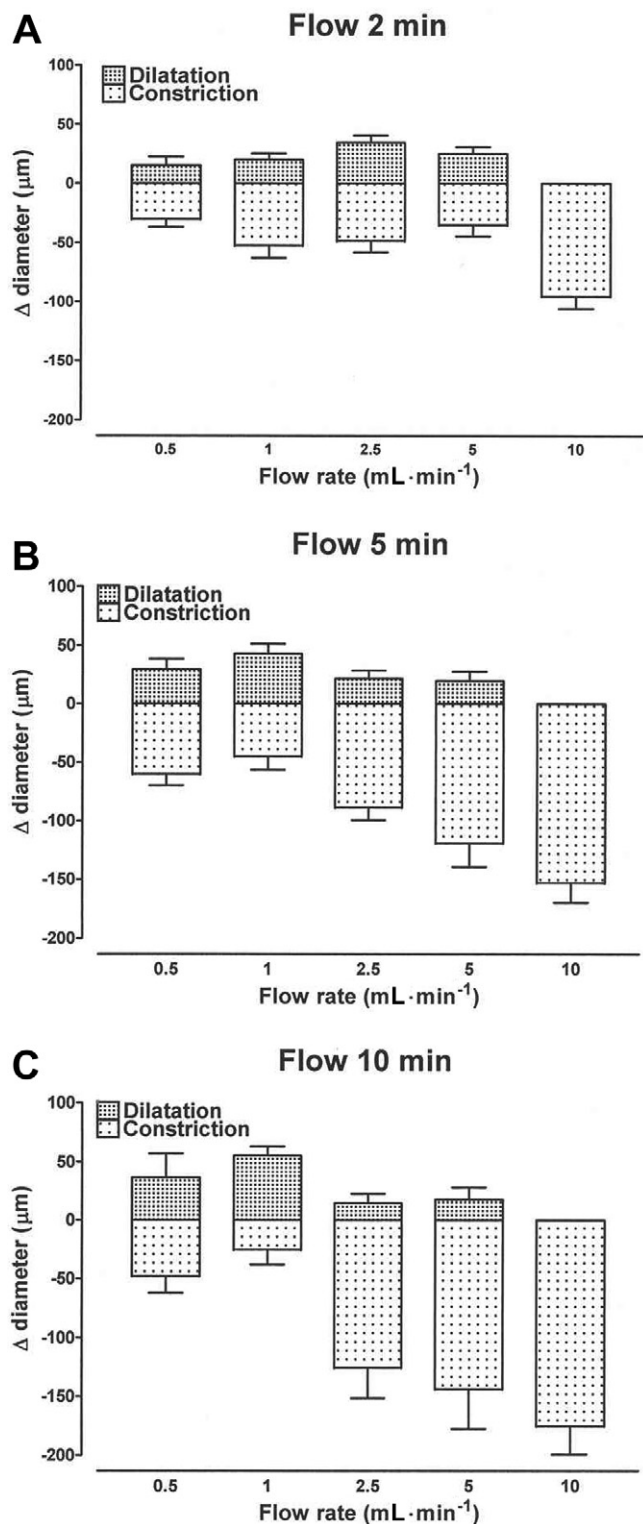 A
Flow 2 min
Dilatation
Constriction
100
50
0
-50
-100
-150
-200
Δ diameter (μm)
0.5 1 2.5 5 10
Flow rate (mL·min⁻¹)
B
Flow 5 min
Dilatation
Constriction
100
50
0
-50
-100
-150
-200
Δ diameter (μm)
0.5 1 2.5 5 10
Flow rate (mL·min⁻¹)
C
Flow 10 min
Dilatation
Constriction
100
50
0
-50
-100
-150
-200
Δ diameter (μm)
0.5 1 2.5 5 10
Flow rate (mL·min⁻¹)